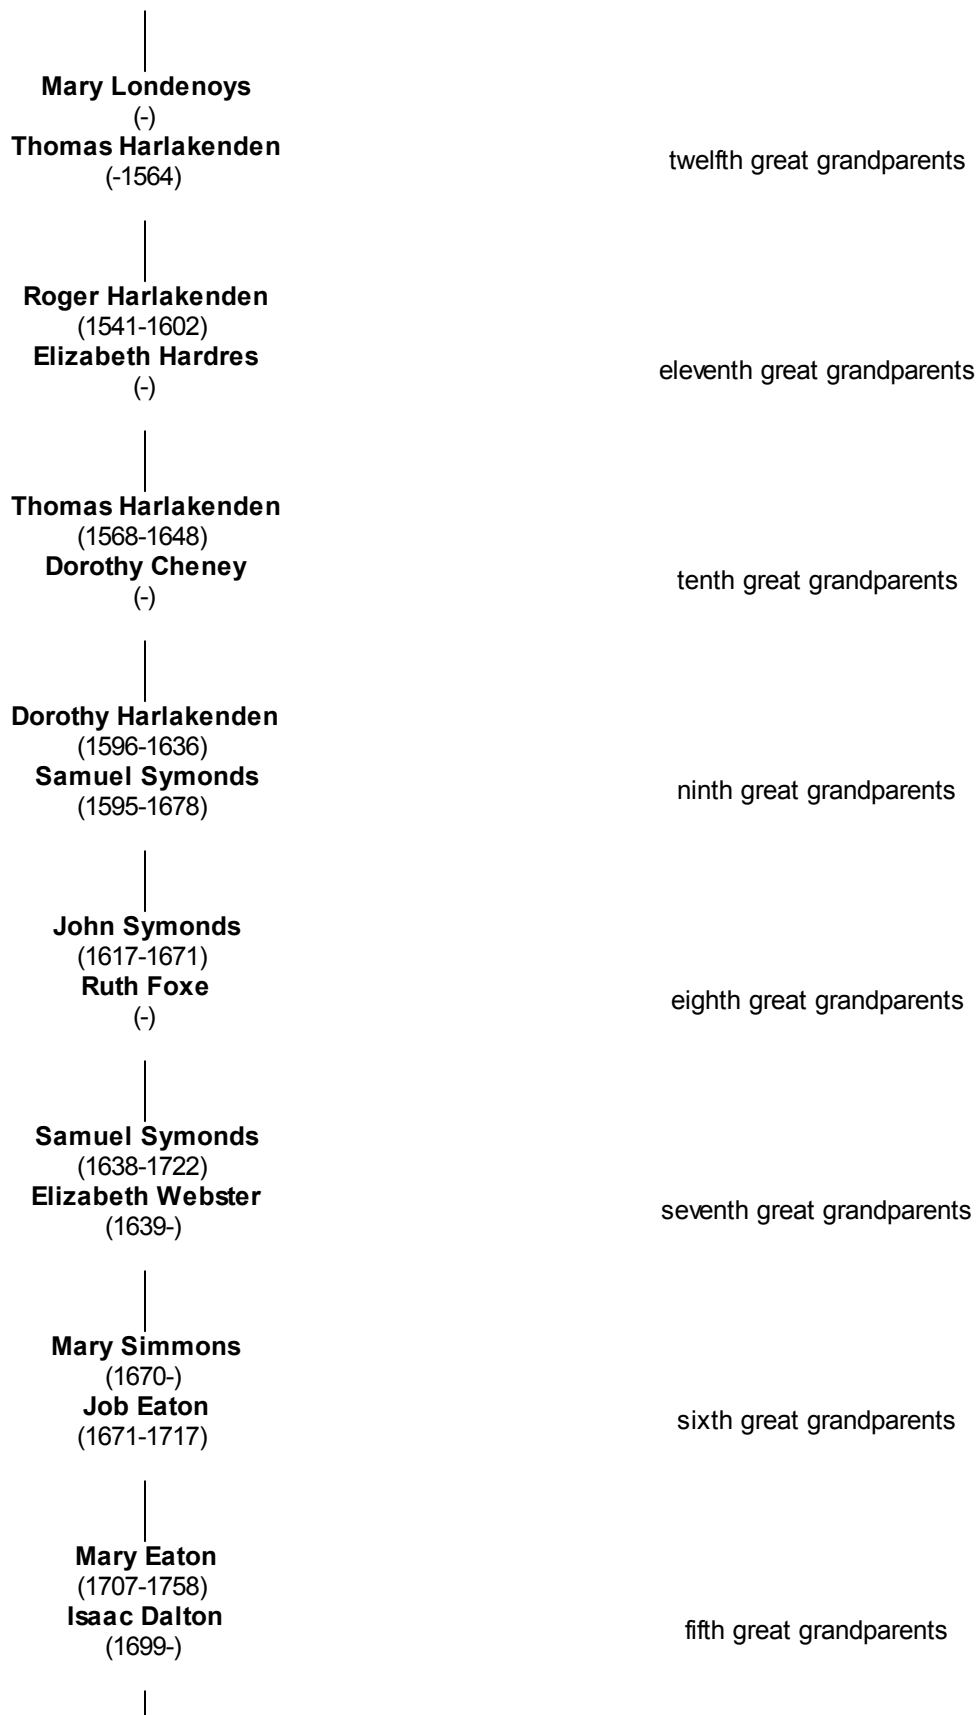 Mary Londenoys
(-)
Thomas Harlakenden
(-1564)
twelfth great grandparents
Roger Harlakenden
(1541-1602)
Elizabeth Hardres
(-)
eleventh great grandparents
Thomas Harlakenden
(1568-1648)
Dorothy Cheney
(-)
tenth great grandparents
Dorothy Harlakenden
(1596-1636)
Samuel Symonds
(1595-1678)
ninth great grandparents
John Symonds
(1617-1671)
Ruth Foxe
(-)
eighth great grandparents
Samuel Symonds
(1638-1722)
Elizabeth Webster
(1639-)
seventh great grandparents
Mary Simmons
(1670-)
Job Eaton
(1671-1717)
sixth great grandparents
Mary Eaton
(1707-1758)
Isaac Dalton
(1699-)
fifth great grandparents